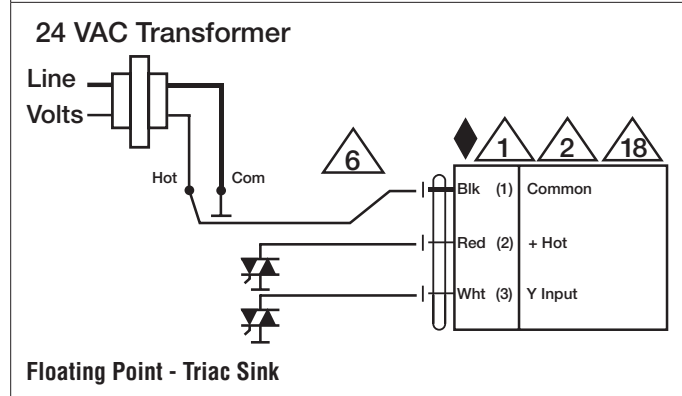 24 VAC Transformer
Line
Volts
Hot
Com
6
1
2
18
Blk (1) Common
Red (2) + Hot
Wht (3) Y Input
Floating Point - Triac Sink